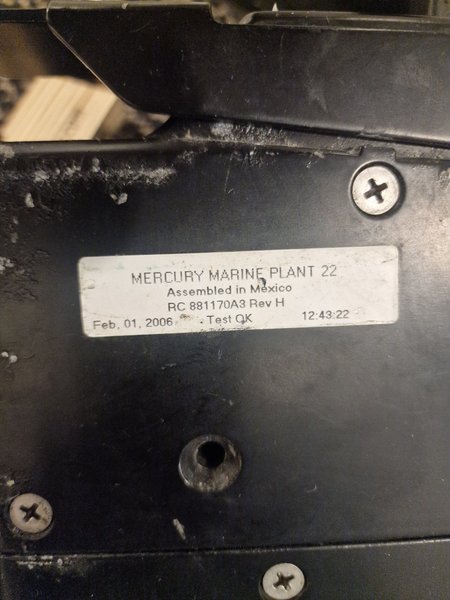 MERCURY MARINE PLANT 22
Assembled in Mexico
RC 881170A3 Rev H
Feb, 01, 2006 Test OK 12:43:22